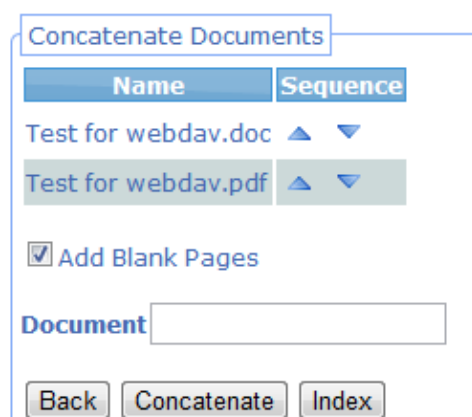 Concatenate Documents
Name Sequence
Test for webdav.doc
Test for webdav.pdf
Add Blank Pages
Document
Back Concatenate Index